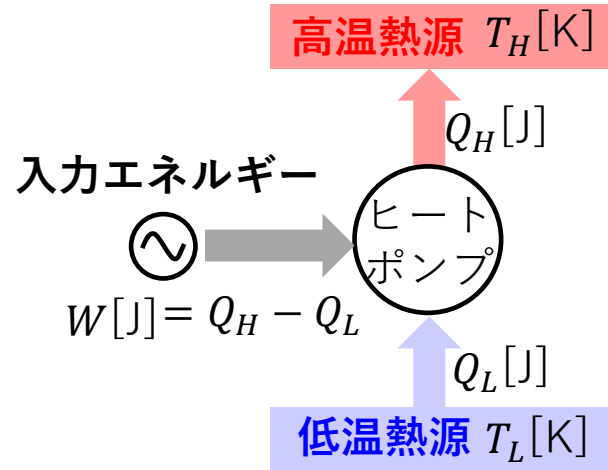 高温熱源 T_H[K]
Q_H[J]
入力エネルギー
ヒート
ポンプ
W[J]= Q_H − Q_L
Q_L[J]
低温熱源 T_L[K]